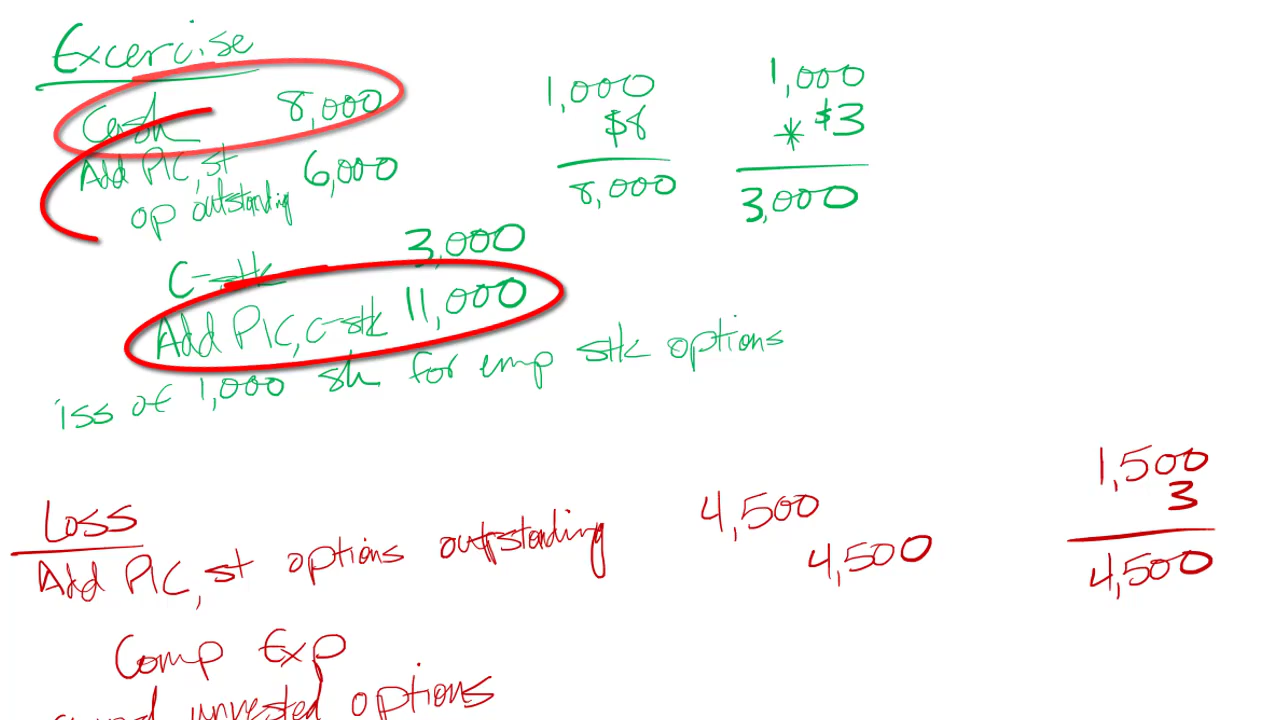 Excercise
Cash 8,000
Add PIC, st 6,000
op outstanding
C-stk 3,000
Add PIC, c-stk 11,000
iss of 1,000 sh for emp stk options
1,000
$8
8,000
1,000
* $3
3,000
Loss
Add PIC, st options outstanding 4,500
4,500
Comp Exp
unvested options
1,500
3
4,500